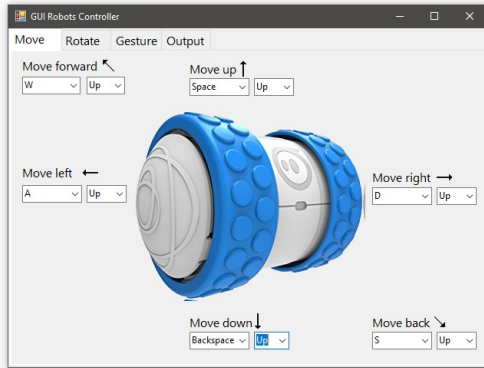 GUI Robots Controller
Move Rotate Gesture Output
Move forward
W Up
Move up
Space Up
Move left
A Up
Move right
D Up
Move down
Backspace Up
Move back
S Up